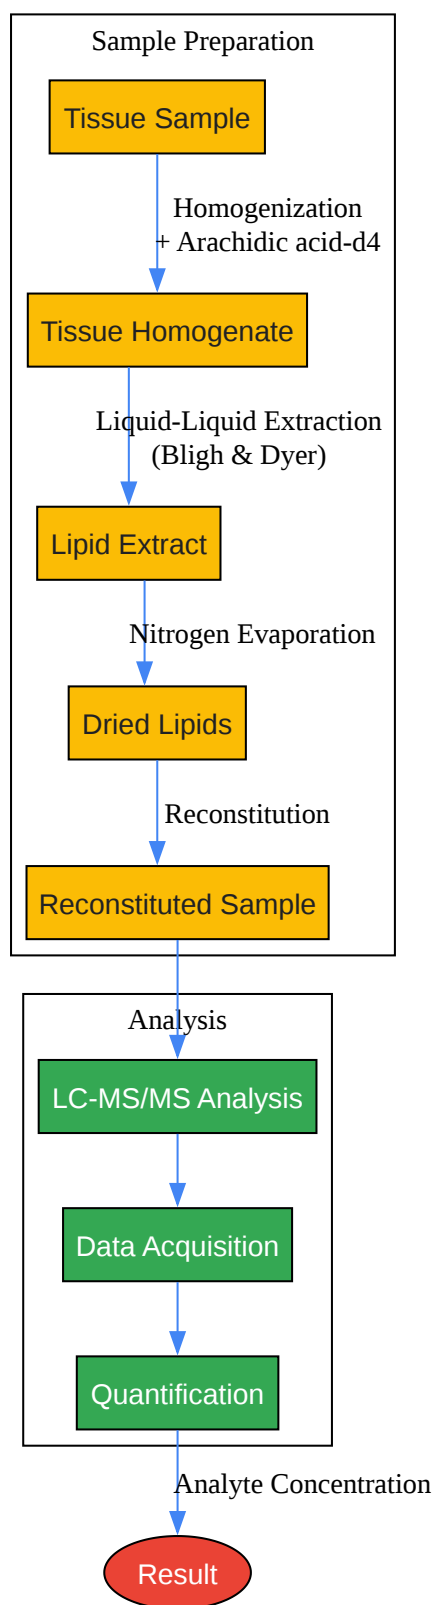 Sample Preparation
Tissue Sample
Homogenization
+ Arachidic acid-d4
Tissue Homogenate
Liquid-Liquid Extraction
(Bligh & Dyer)
Lipid Extract
Nitrogen Evaporation
Dried Lipids
Reconstitution
Reconstituted Sample
Analysis
LC-MS/MS Analysis
Data Acquisition
Quantification
Analyte Concentration
Result